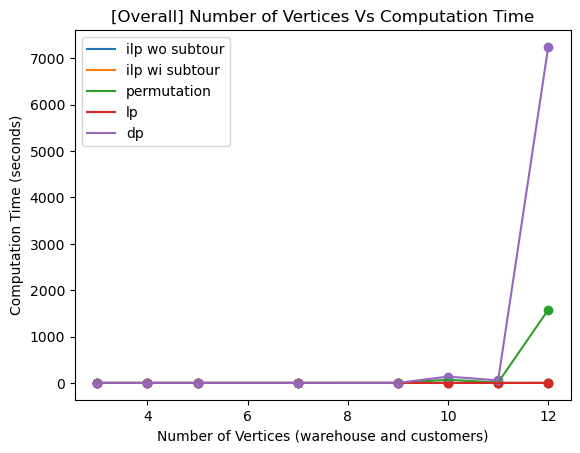 [Overall] Number of Vertices Vs Computation Time
ilp wo subtour
ilp wi subtour
permutation
lp
dp
Computation Time (seconds)
7000
6000
5000
4000
3000
2000
1000
0
4
6
8
10
12
Number of Vertices (warehouse and customers)